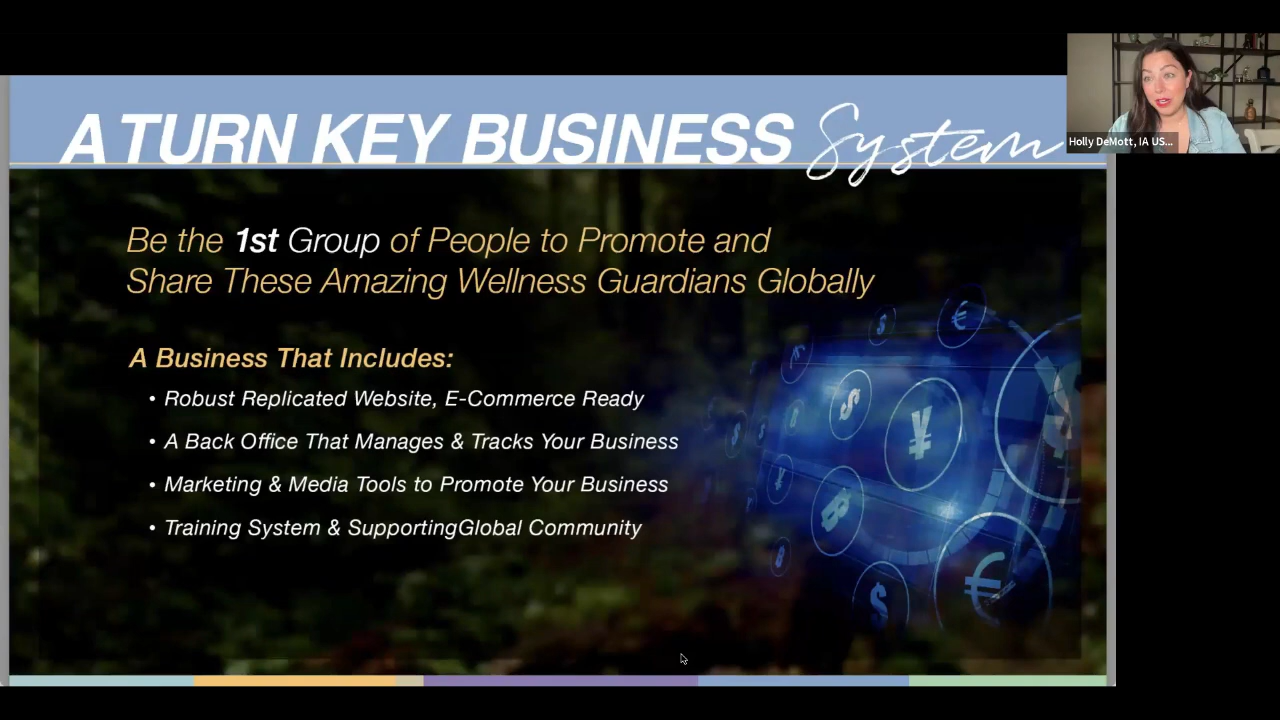 A TURN KEY BUSINESS System
Holly DeMott, IA US...
Be the 1st Group of People to Promote and
Share These Amazing Wellness Guardians Globally
A Business That Includes:
• Robust Replicated Website, E-Commerce Ready
• A Back Office That Manages & Tracks Your Business
• Marketing & Media Tools to Promote Your Business
• Training System & SupportingGlobal Community